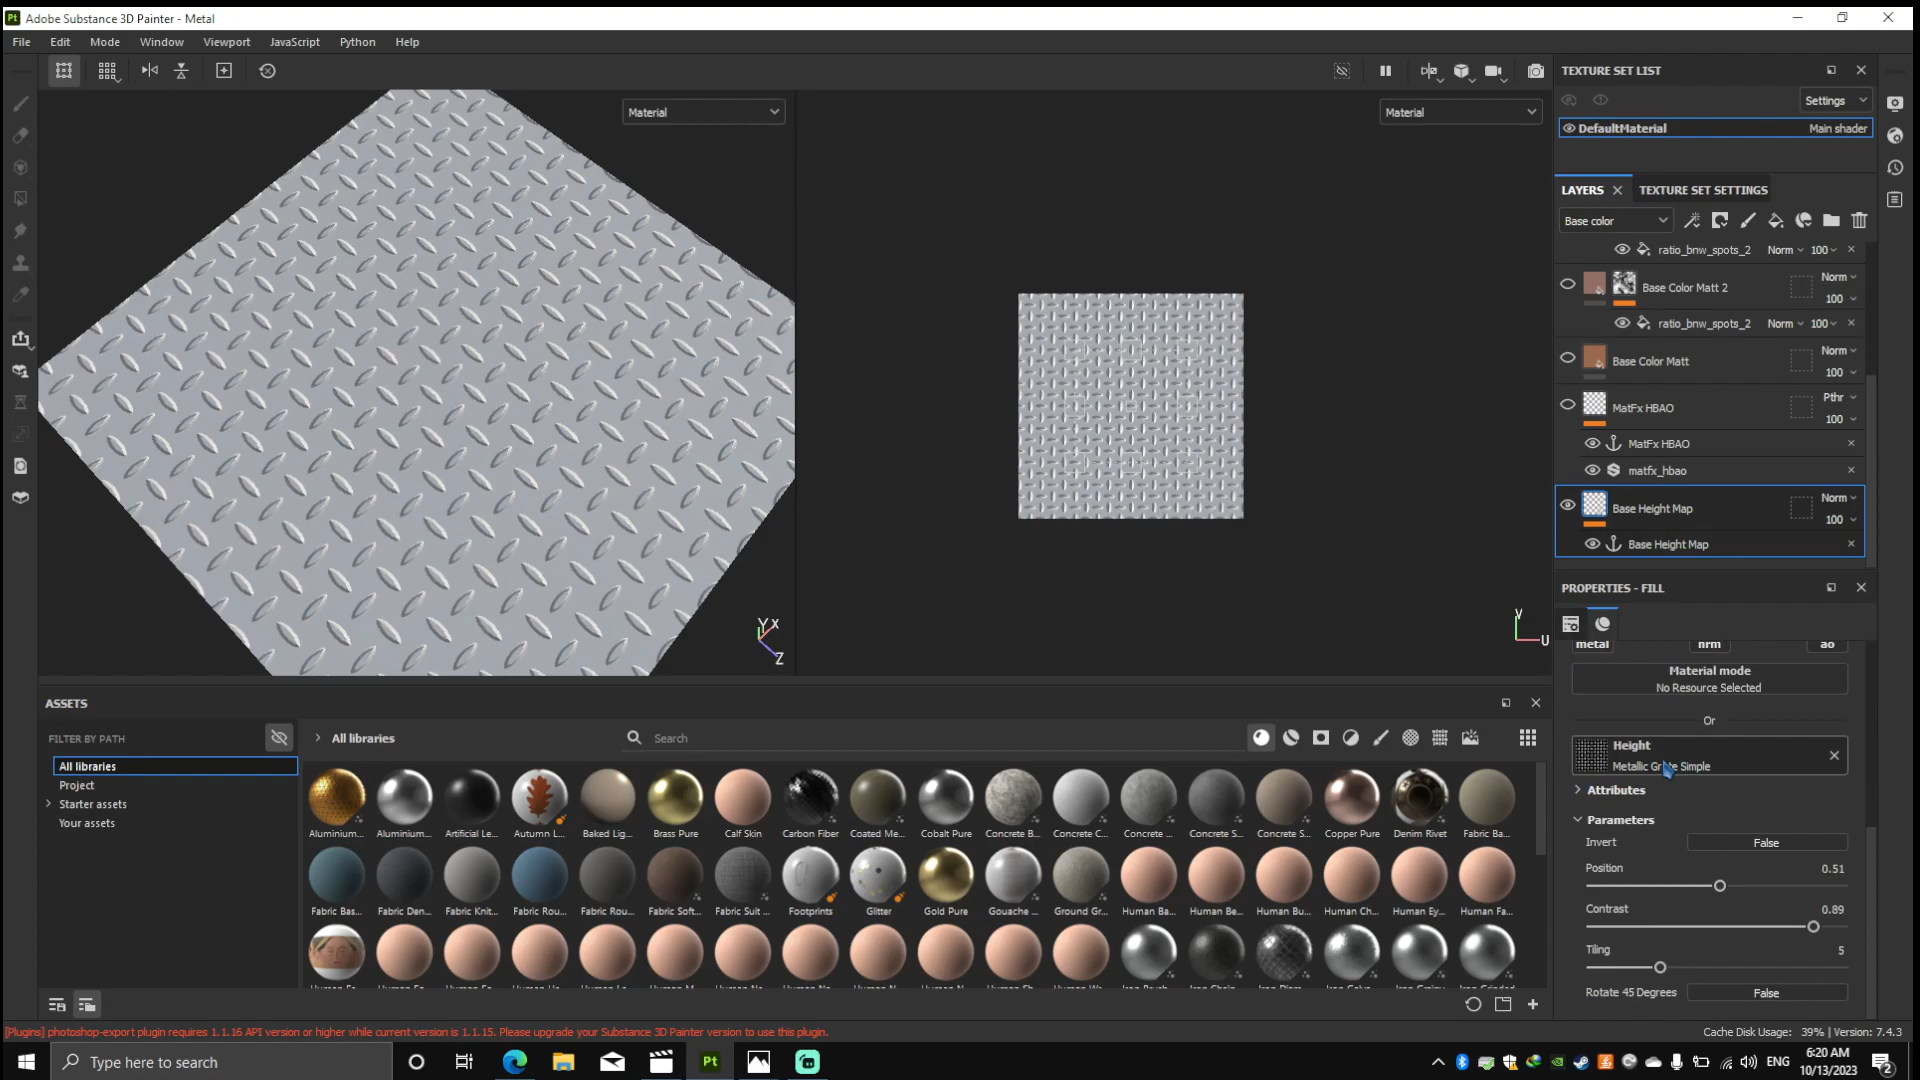 Pt Adobe Substance 3D Painter - Metal
File Edit Mode Window Viewport JavaScript Python Help
Material
Material
TEXTURE SET LIST
Settings
DefaultMaterial Main shader
LAYERS TEXTURE SET SETTINGS
Base color
ratio_bnw_spots_2 Norm 100
Base Color Matt 2 Norm 100
ratio_bnw_spots_2 Norm 100
Base Color Matt Norm 100
MatFx HBAO Pthr 100
MatFx HBAO
matfx_hbao
Base Height Map Norm 100
Base Height Map
Y X
Z
V
U
PROPERTIES - FILL
metal nrm ao
Material mode
No Resource Selected
Or
Height
Metallic Simple
Attributes
Parameters
Invert False
Position 0.51
Contrast 0.89
Tiling 5
Rotate 45 Degrees False
ASSETS
FILTER BY PATH
All libraries
Project
Starter assets
Your assets
All libraries
Search
Aluminium... Aluminium... Artificial Le... Autumn L... Baked Lig... Brass Pure Calf Skin Carbon Fiber Coated Me... Cobalt Pure Concrete B... Concrete C... Concrete ... Concrete S... Concrete S... Copper Pure Denim Rivet Fabric Ba...
Fabric Bas... Fabric Den... Fabric Knit... Fabric Rou... Fabric Rou... Fabric Soft... Fabric Suit ... Footprints Glitter Gold Pure Gouache ... Ground Gr... Human Ba... Human Be... Human Bu... Human Ch... Human Ey... Human Fa...
[Plugins] photoshop-export plugin requires 1.1.16 API version or higher while current version is 1.1.15. Please upgrade your Substance 3D Painter version to use this plugin.
Cache Disk Usage: 39% | Version: 7.4.3
Type here to search
Pt
ENG
6:20 AM
10/13/2023
2